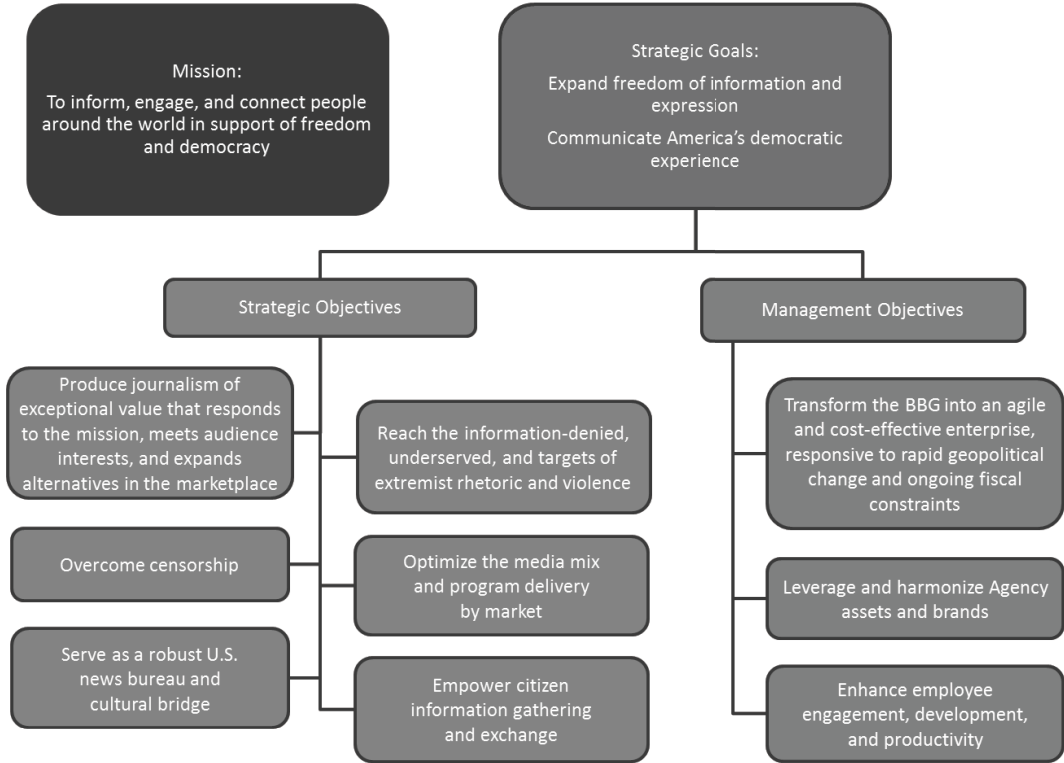 Mission:
To inform, engage, and connect people
around the world in support of freedom
and democracy
Strategic Goals:
Expand freedom of information and
expression
Communicate America’s democratic
experience
Strategic Objectives
Produce journalism of
exceptional value that responds
to the mission, meets audience
interests, and expands
alternatives in the marketplace
Reach the information-denied,
underserved, and targets of
extremist rhetoric and violence
Overcome censorship
Optimize the media mix
and program delivery
by market
Serve as a robust U.S.
news bureau and
cultural bridge
Empower citizen
information gathering
and exchange
Management Objectives
Transform the BBG into an agile
and cost-effective enterprise,
responsive to rapid geopolitical
change and ongoing fiscal
constraints
Leverage and harmonize Agency
assets and brands
Enhance employee
engagement, development,
and productivity